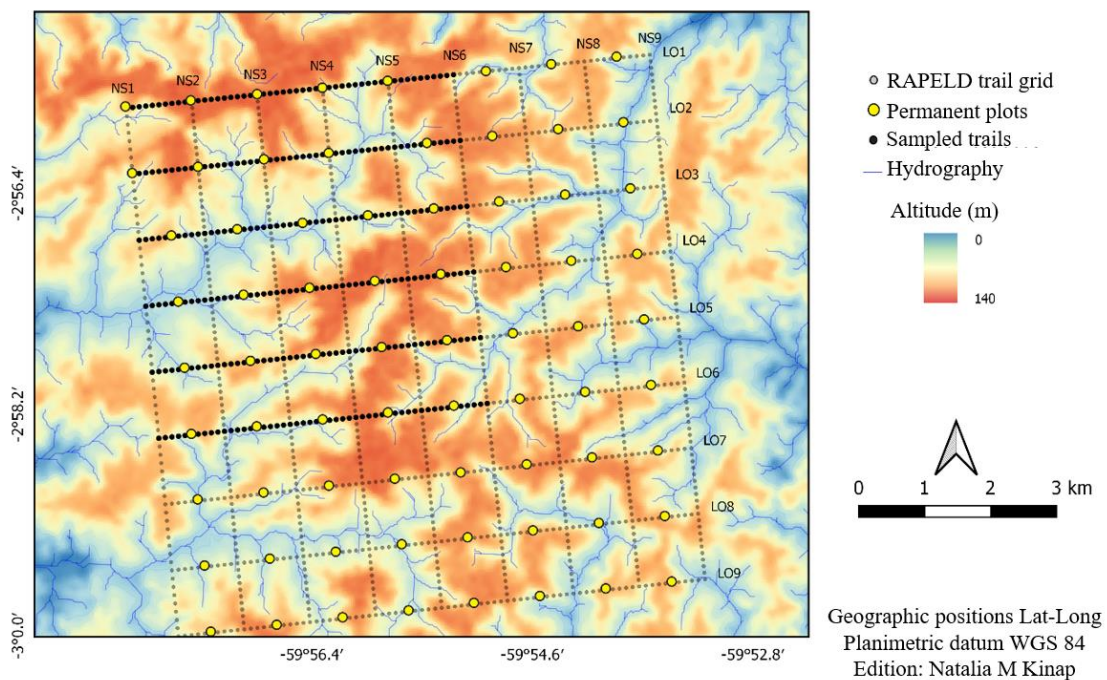 NS1
NS2
NS3
NS4
NS5
NS6
NS7
NS8
NS9
LO1
LO2
LO3
LO4
LO5
LO6
LO7
LO8
LO9
-2°56.4′
-2°58.2′
-3°0.0′
-59°56.4′
-59°54.6′
-59°52.8′
RAPELD trail grid
Permanent plots
Sampled trails . . .
Hydrography
Altitude (m)
0
140
0 1 2 3 km
Geographic positions Lat-Long
Planimetric datum WGS 84
Edition: Natalia M Kinap